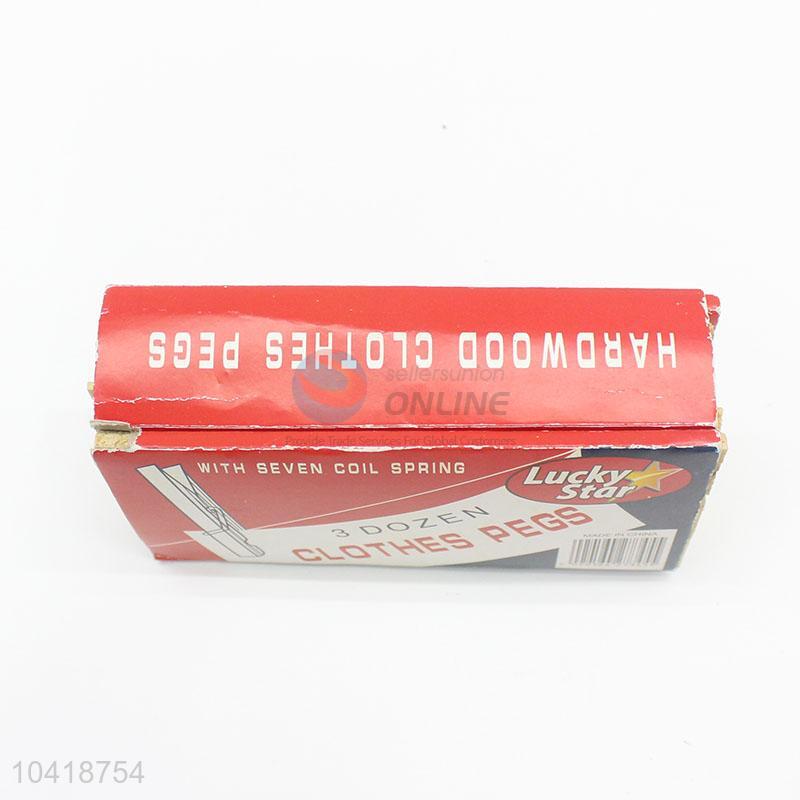 HARDWOOD CLOTHES PEGS
sellersunion
ONLINE
Provide Trade Services For Global Customers
WITH SEVEN COIL SPRING
Lucky
Star
3 DOZEN
CLOTHES PEGS
MADE IN CHINA
10418754